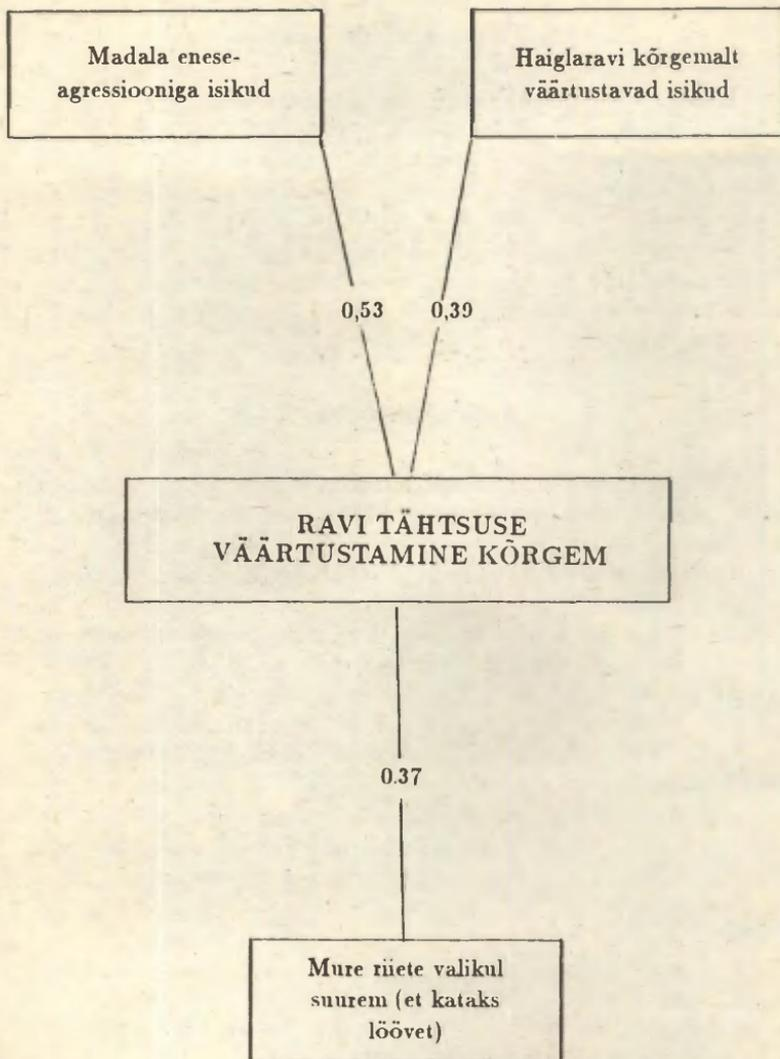 Madala enese-
agressiooniga isikud
Haiglaravi kõrgemalt
väärtustavad isikud
0,53
0,39
RAVI TÄHTSUSE
VÄÄRTUSTAMINE KÕRGEM
0.37
Mure riiete valikul
suurem (et kataks
löövet)